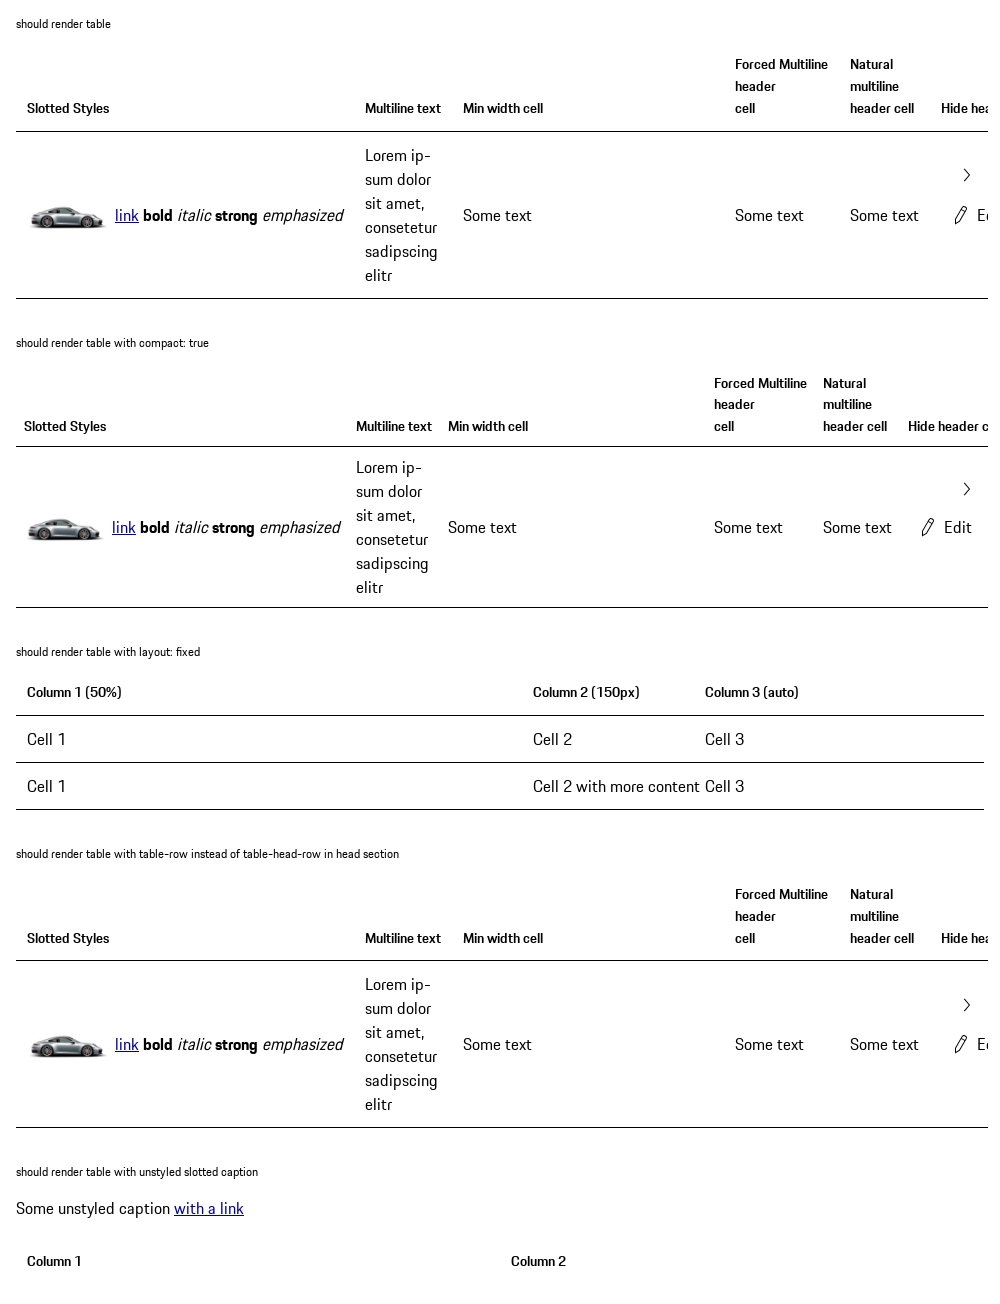 should render table
Slotted Styles Multiline text Min width cell Forced Multiline header cell Natural multiline header cell Hide hea
link bold italic strong emphasized
Lorem ip-
sum dolor
sit amet,
consetetur
sadipscing
elitr
Some text Some text Some text Ed
should render table with compact: true
Slotted Styles Multiline text Min width cell Forced Multiline header cell Natural multiline header cell Hide header c
link bold italic strong emphasized
Lorem ip-
sum dolor
sit amet,
consetetur
sadipscing
elitr
Some text Some text Some text Edit
should render table with layout: fixed
Column 1 (50%) Column 2 (150px) Column 3 (auto)
Cell 1 Cell 2 Cell 3
Cell 1 Cell 2 with more content Cell 3
should render table with table-row instead of table-head-row in head section
Slotted Styles Multiline text Min width cell Forced Multiline header cell Natural multiline header cell Hide hea
link bold italic strong emphasized
Lorem ip-
sum dolor
sit amet,
consetetur
sadipscing
elitr
Some text Some text Some text Ed
should render table with unstyled slotted caption
Some unstyled caption with a link
Column 1 Column 2